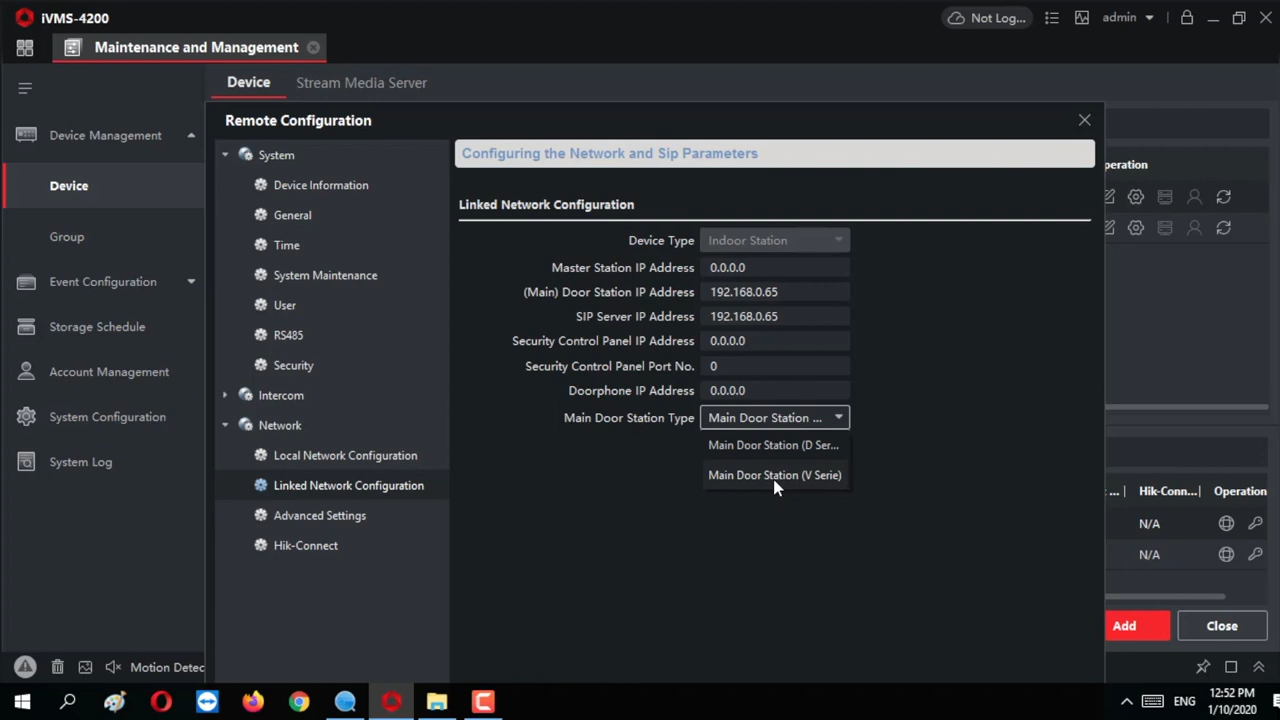 iVMS-4200
Not Log...
admin
Maintenance and Management
Device
Stream Media Server
Device Management
Device
Group
Event Configuration
Storage Schedule
Account Management
System Configuration
System Log
Remote Configuration
System
Device Information
General
Time
System Maintenance
User
RS485
Security
Intercom
Network
Local Network Configuration
Linked Network Configuration
Advanced Settings
Hik-Connect
Configuring the Network and Sip Parameters
Linked Network Configuration
Device Type Indoor Station
Master Station IP Address 0.0.0.0
(Main) Door Station IP Address 192.168.0.65
SIP Server IP Address 192.168.0.65
Security Control Panel IP Address 0.0.0.0
Security Control Panel Port No. 0
Doorphone IP Address 0.0.0.0
Main Door Station Type Main Door Station ...
Main Door Station (D Ser...
Main Door Station (V Serie)
peration
... | Hik-Conn...| Operation
N/A
N/A
Add
Close
Motion Detec
ENG
12:52 PM
1/10/2020